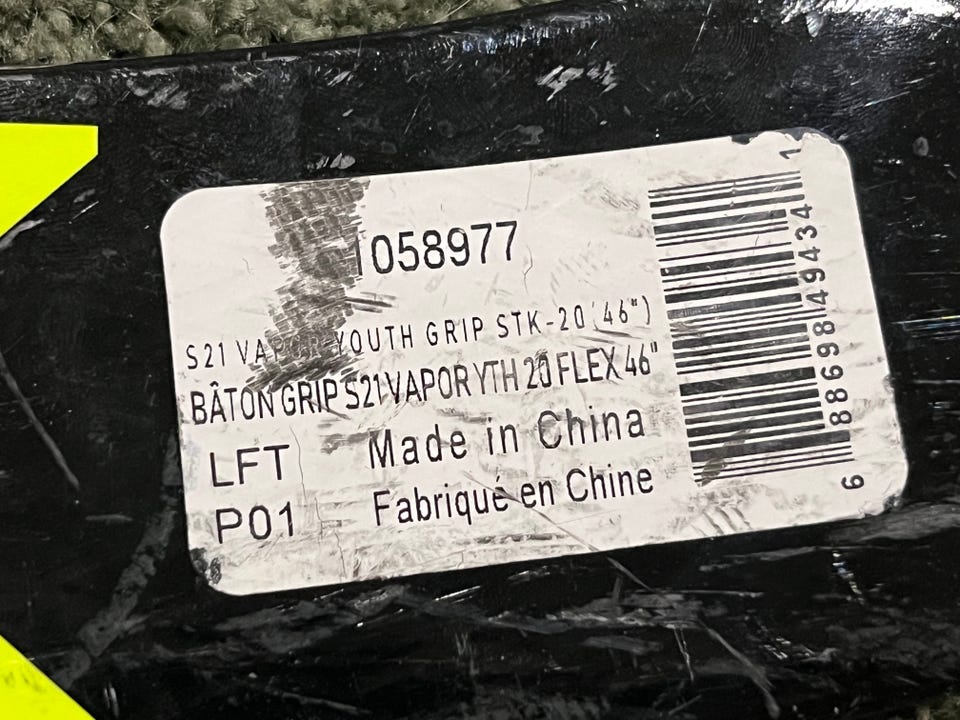 1058977
S21 VAPOR YOUTH GRIP STK-20 (46")
BÂTON GRIP S21 VAPOR YTH 20 FLEX 46"
LFT Made in China
P01 Fabriqué en Chine
6 88698 49434 1